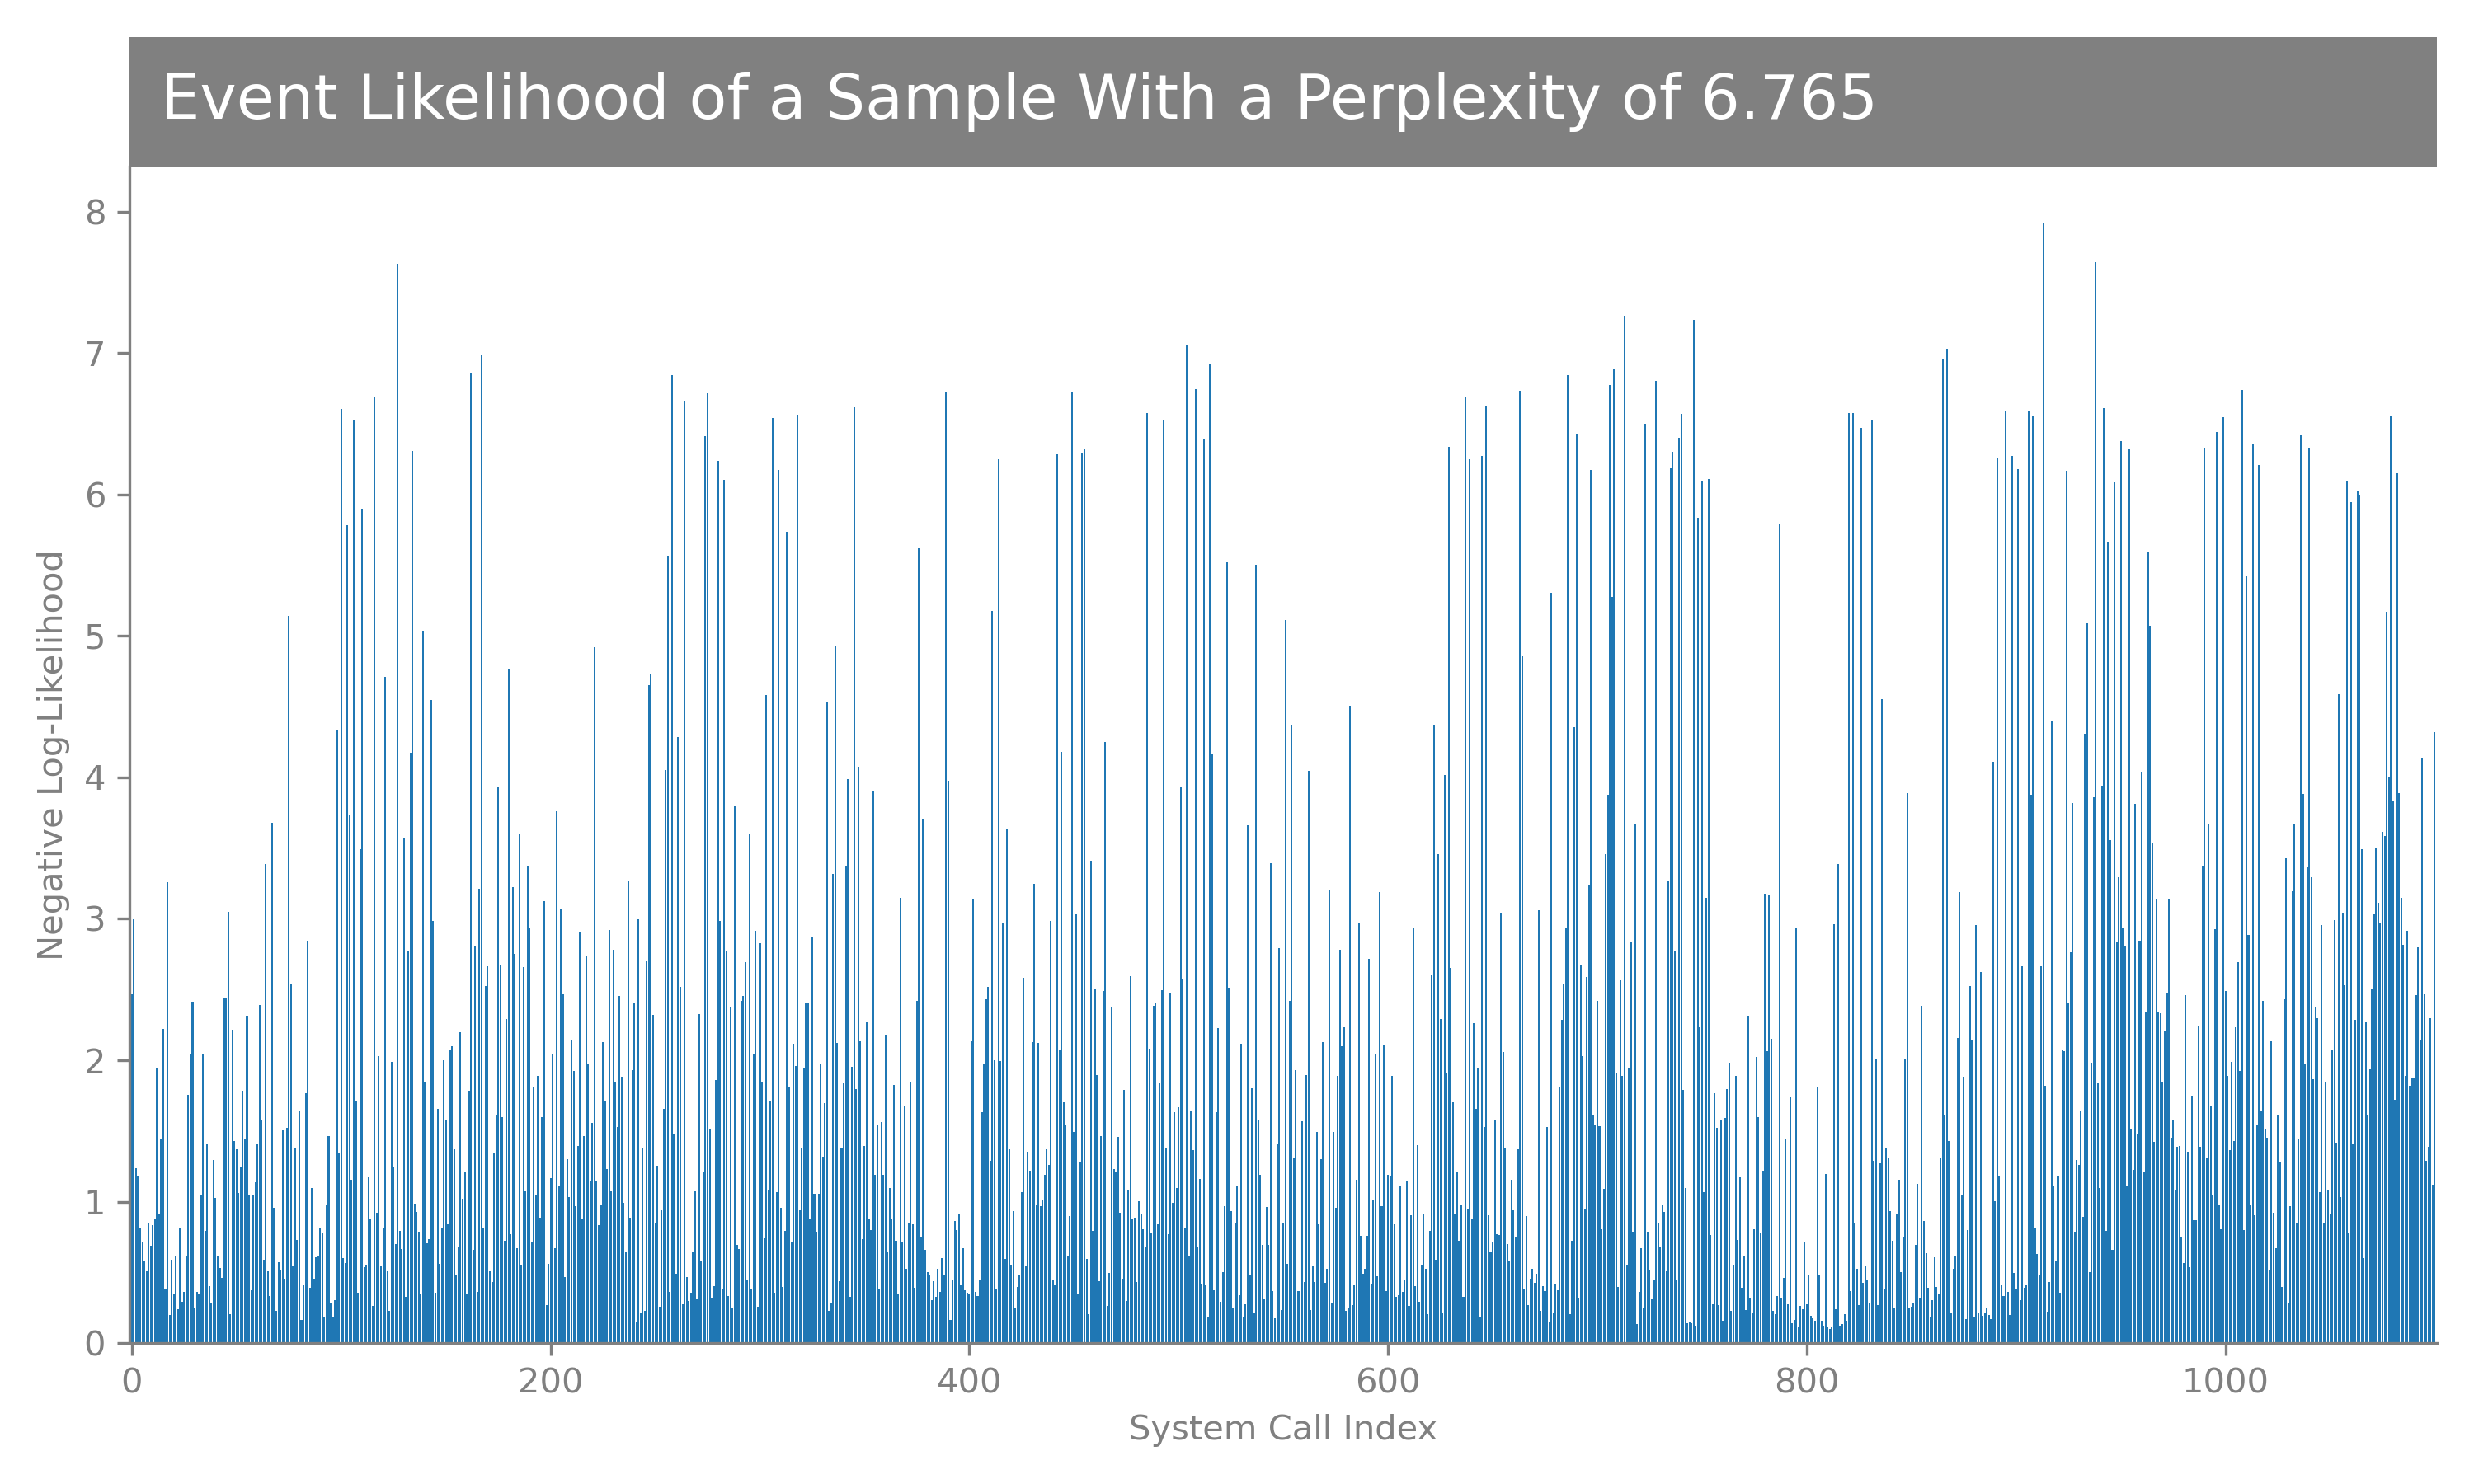 Event Likelihood of a Sample With a Perplexity of 6.765
8
7
6
5
4
3
2
1
0
Negative Log-Likelihood
0 200 400 600 800 1000
System Call Index